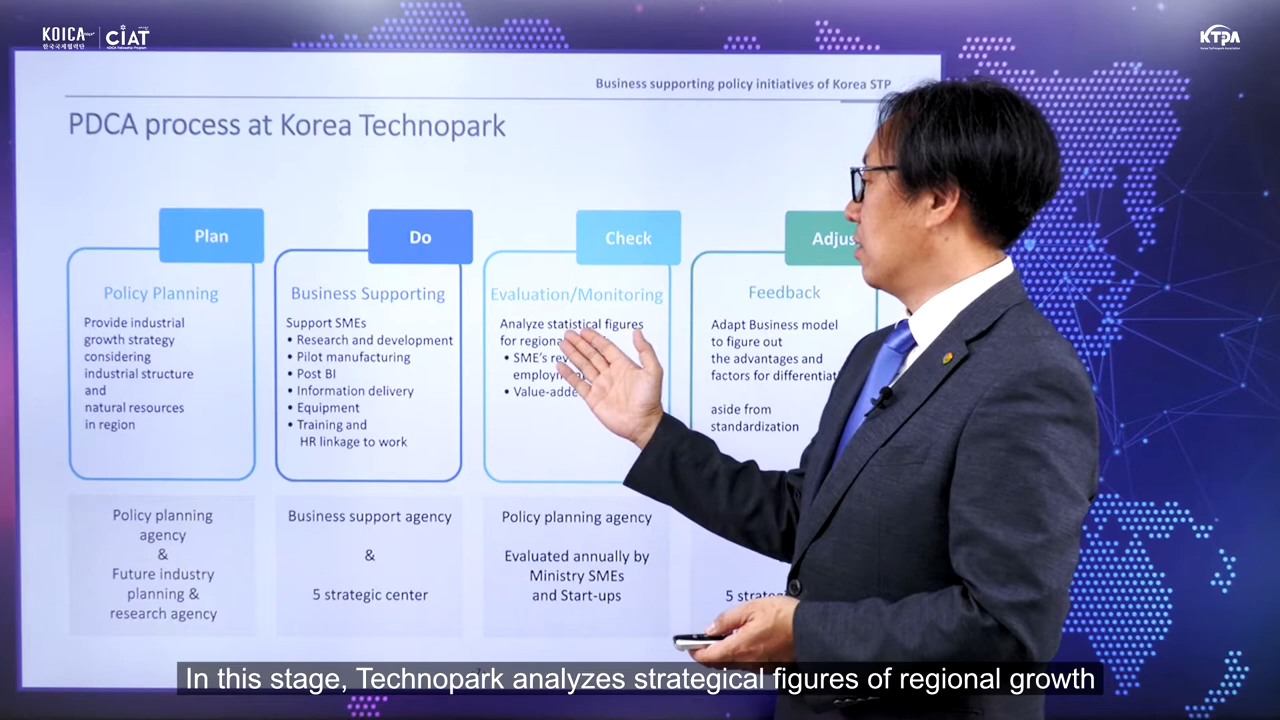 KOICA
한국국제협력단
CIAT
KOICA Fellowship Program
KTPA
Korea Technopark Association
Business supporting policy initiatives of Korea STP
PDCA process at Korea Technopark
Plan
Policy Planning
Provide industrial
growth strategy
considering
industrial structure
and
natural resources
in region
Policy planning
agency
&
Future industry
planning &
research agency
Do
Business Supporting
Support SMEs
• Research and development
• Pilot manufacturing
• Post BI
• Information delivery
• Equipment
• Training and
HR linkage to work
Business support agency
&
5 strategic center
Check
Evaluation/Monitoring
Analyze statistical figures
for
• SME's
• 
Policy planning agency
Evaluated annually by
Ministry SMEs
and Start-ups
Feedback
Adapt Business model
to figure out
the advantages and
factors for
aside from
standardization
5
In this stage, Technopark analyzes strategical figures of regional growth